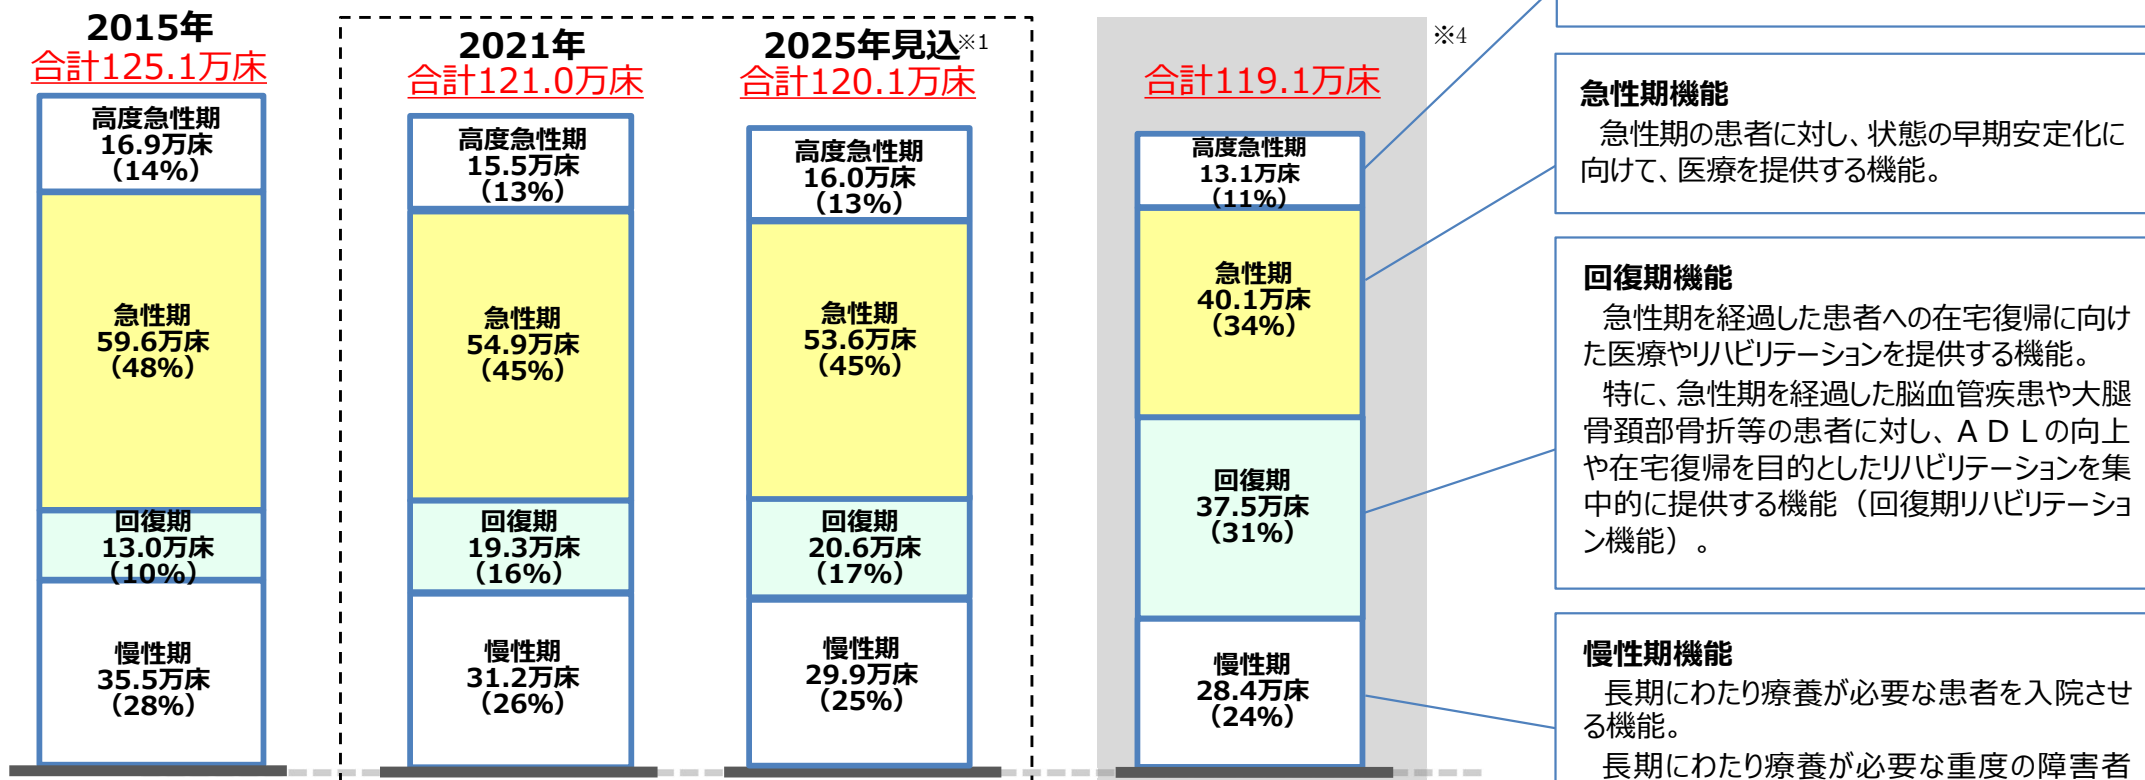 2015年
合計125.1万床
高度急性期
16.9万床
(14%)
急性期
59.6万床
(48%)
回復期
13.0万床
(10%)
慢性期
35.5万床
(28%)
2021年
合計121.0万床
高度急性期
15.5万床
(13%)
急性期
54.9万床
(45%)
回復期
19.3万床
(16%)
慢性期
31.2万床
(26%)
2025年見込※1
合計120.1万床
高度急性期
16.0万床
(13%)
急性期
53.6万床
(45%)
回復期
20.6万床
(17%)
慢性期
29.9万床
(25%)
※4
合計119.1万床
高度急性期
13.1万床
(11%)
急性期
40.1万床
(34%)
回復期
37.5万床
(31%)
慢性期
28.4万床
(24%)
急性期機能
急性期の患者に対し、状態の早期安定化に
向けて、医療を提供する機能。
回復期機能
急性期を経過した患者への在宅復帰に向け
た医療やリハビリテーションを提供する機能。
特に、急性期を経過した脳血管疾患や大腿
骨頚部骨折等の患者に対し、ADLの向上
や在宅復帰を目的としたリハビリテーションを集
中的に提供する機能（回復期リハビリテーショ
ン機能）。
慢性期機能
長期にわたり療養が必要な患者を入院させ
る機能。
長期にわたり療養が必要な重度の障害者